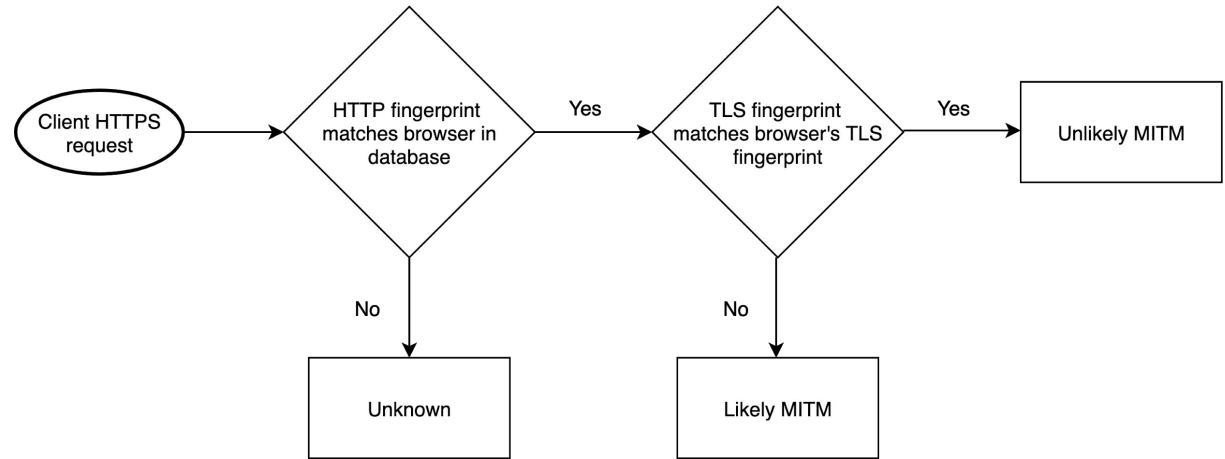 Client HTTPS
request
HTTP fingerprint
matches browser in
database
Yes
TLS fingerprint
matches browser's TLS
fingerprint
Yes
Unlikely MITM
No
No
Unknown
Likely MITM